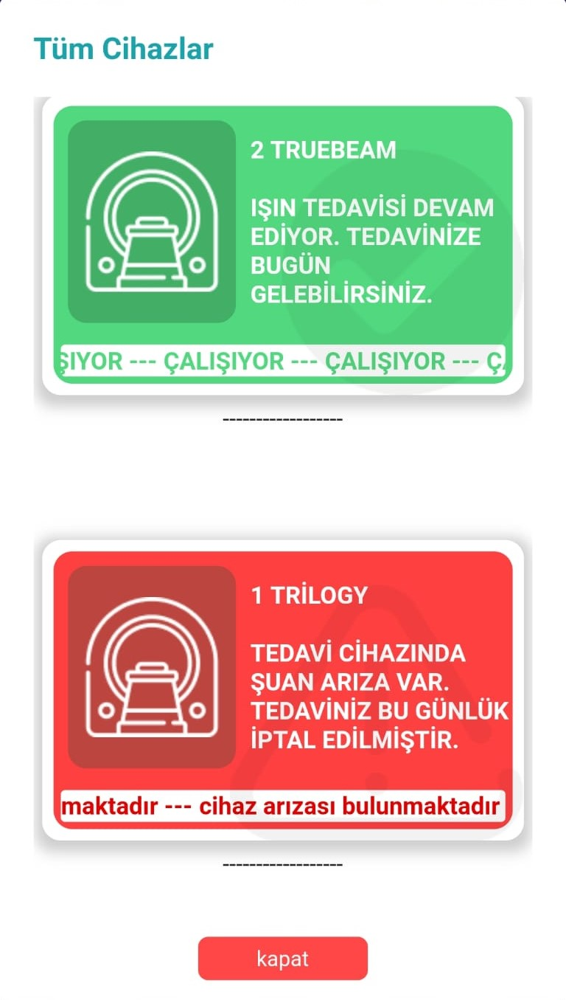 Tüm Cihazlar
2 TRUEBEAM
IŞIN TEDAVİSİ DEVAM
EDİYOR. TEDAVİNİZE
BUGÜN
GELEBİLİRSİNİZ.
ŞIYOR --- ÇALIŞIYOR --- ÇALIŞIYOR --- ÇA
------------------
1 TRİLOGY
TEDAVİ CİHAZINDA
ŞUAN ARIZA VAR.
TEDAVİNİZ BU GÜNLÜK
İPTAL EDİLMİŞTİR.
maktadır --- cihaz arızası bulunmaktadır
------------------
kapat